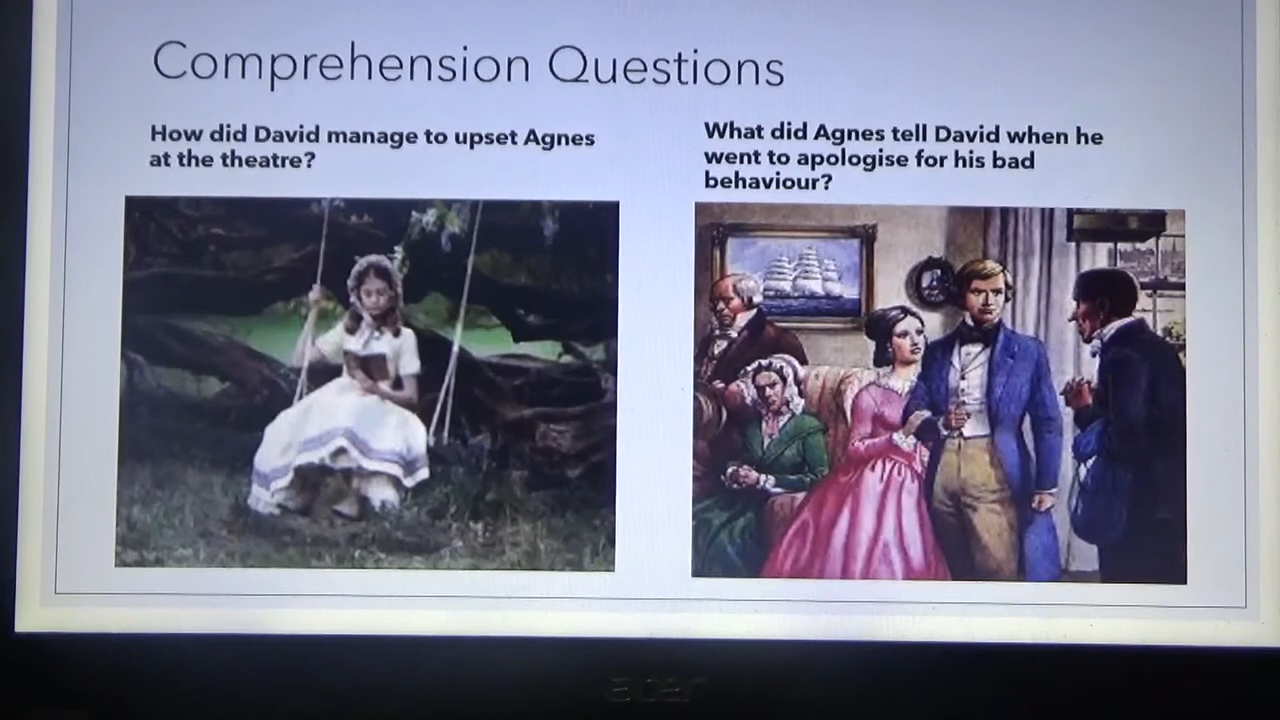 Comprehension Questions
How did David manage to upset Agnes
at the theatre?
What did Agnes tell David when he
went to apologise for his bad
behaviour?
acer